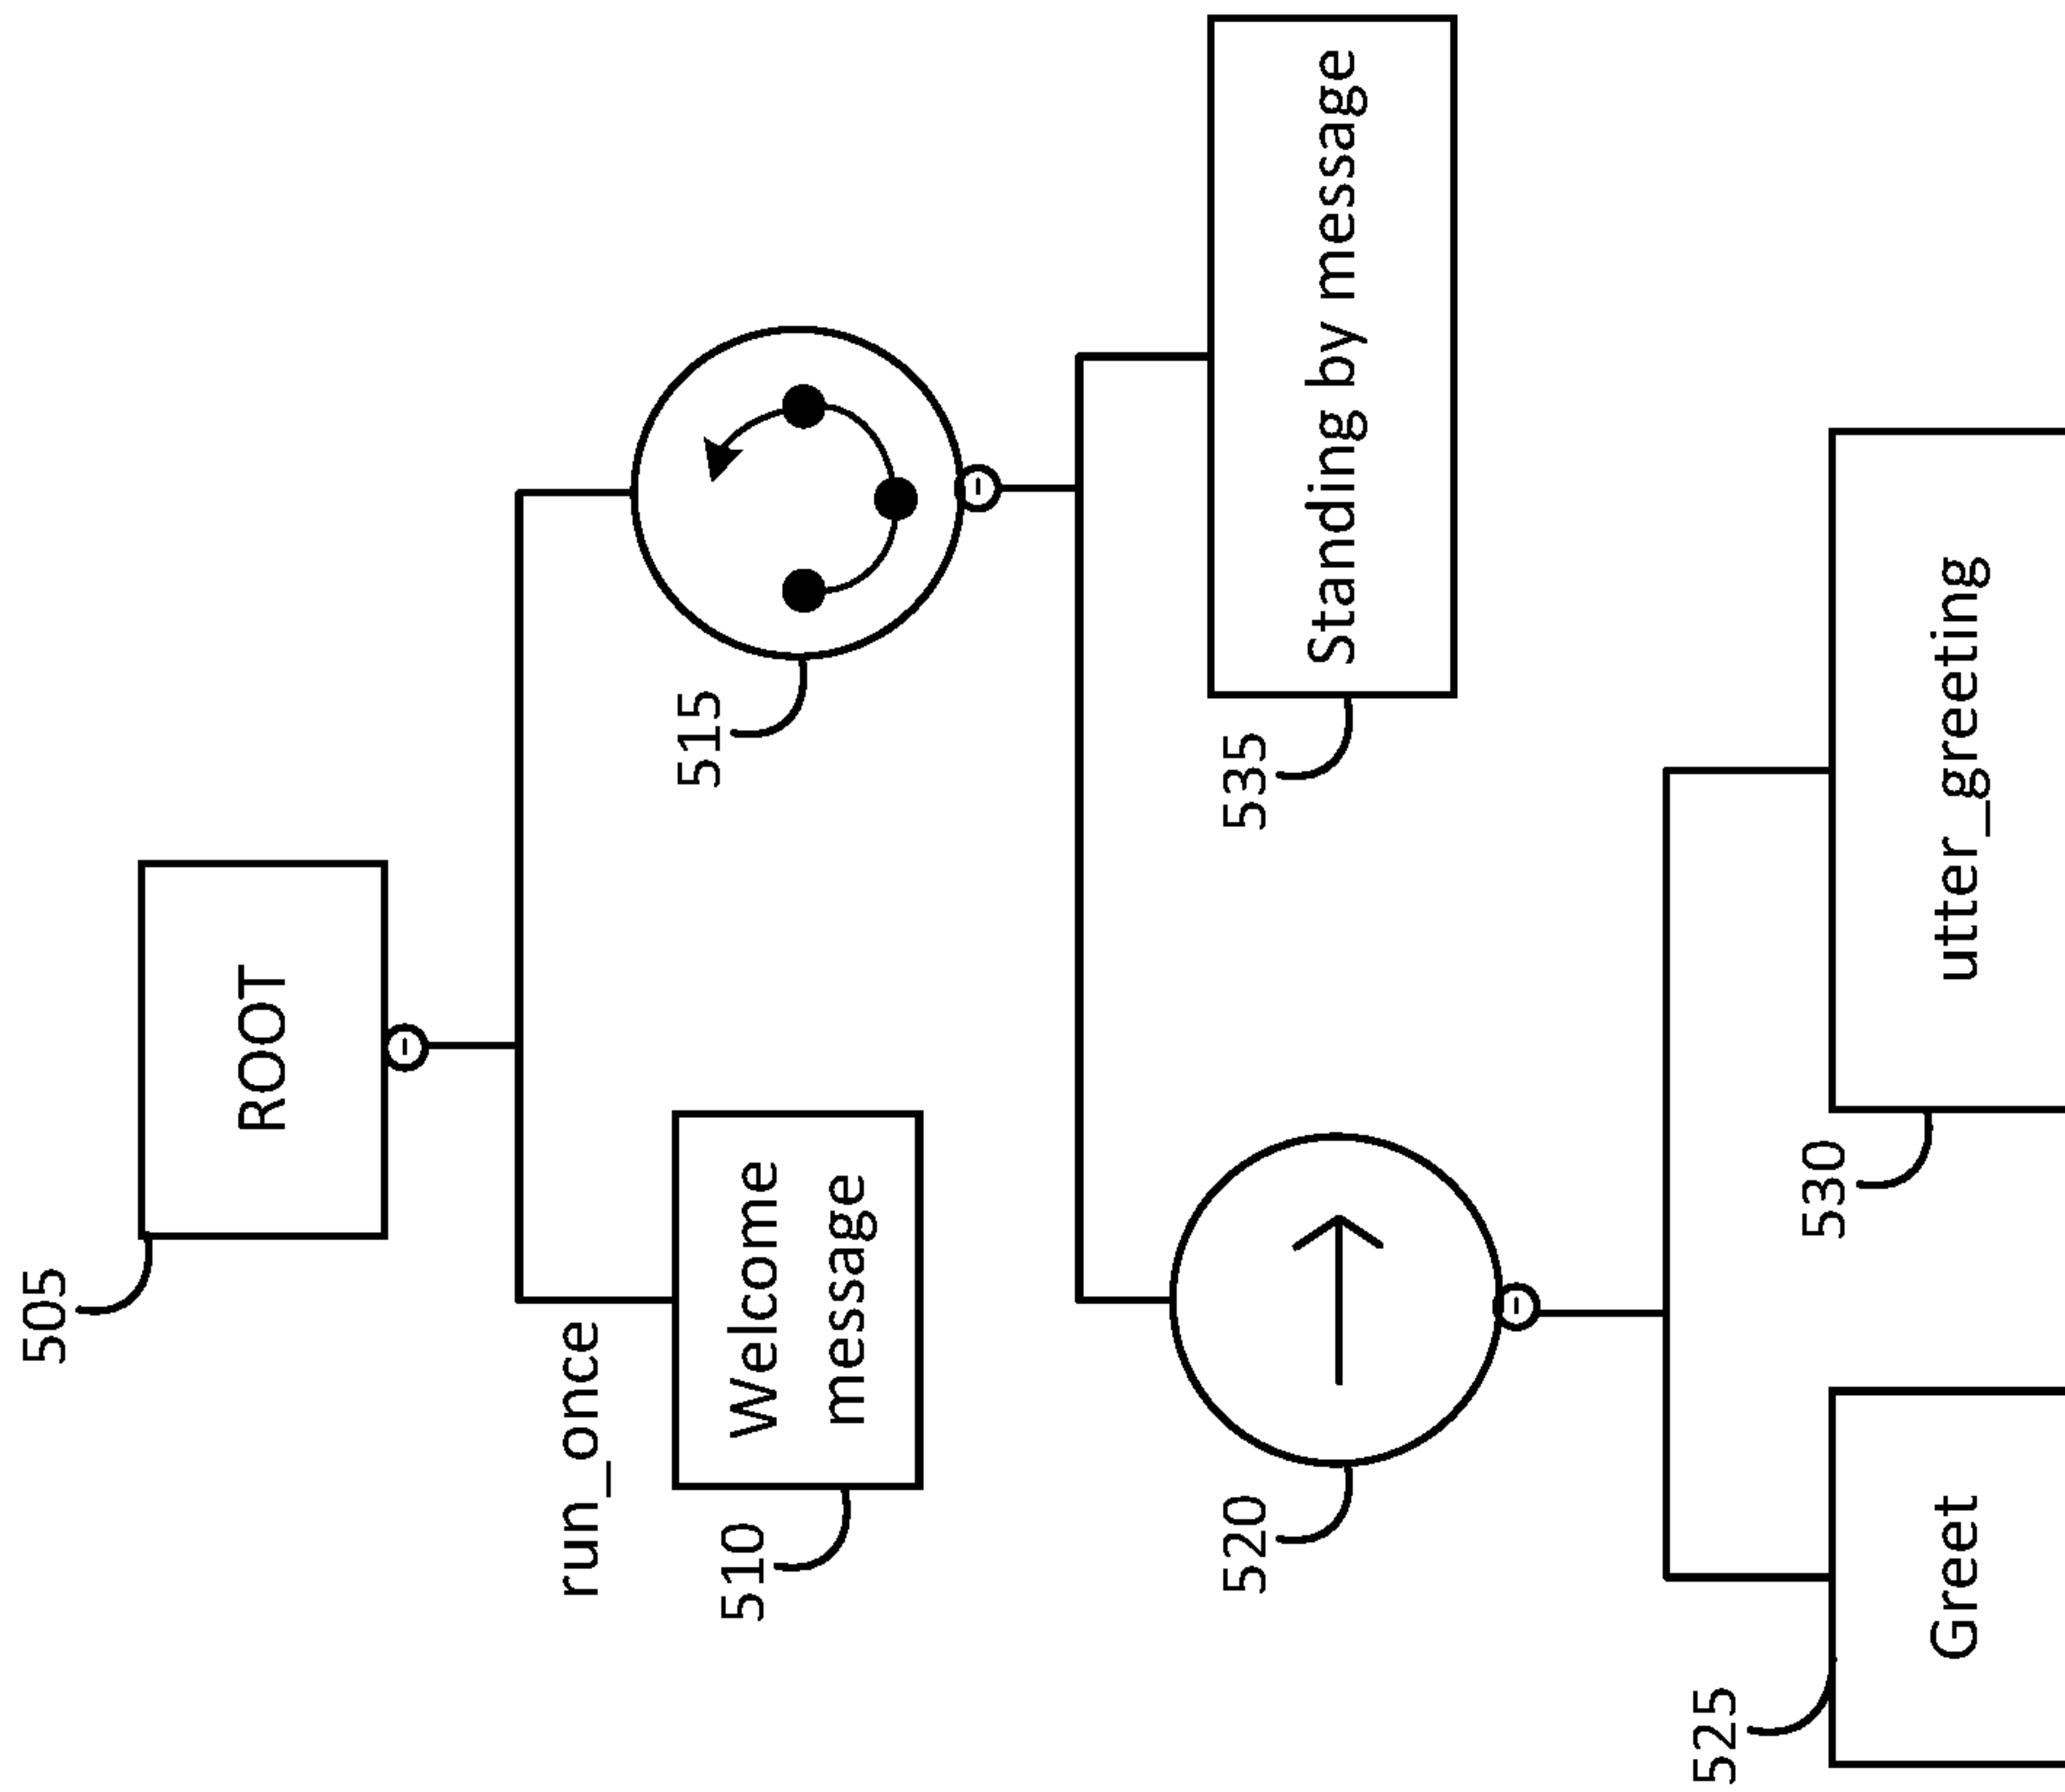 505
ROOT
run_once
510
Welcome
message
515
520
535
Standing by message
525
Greet
530
utter_greeting